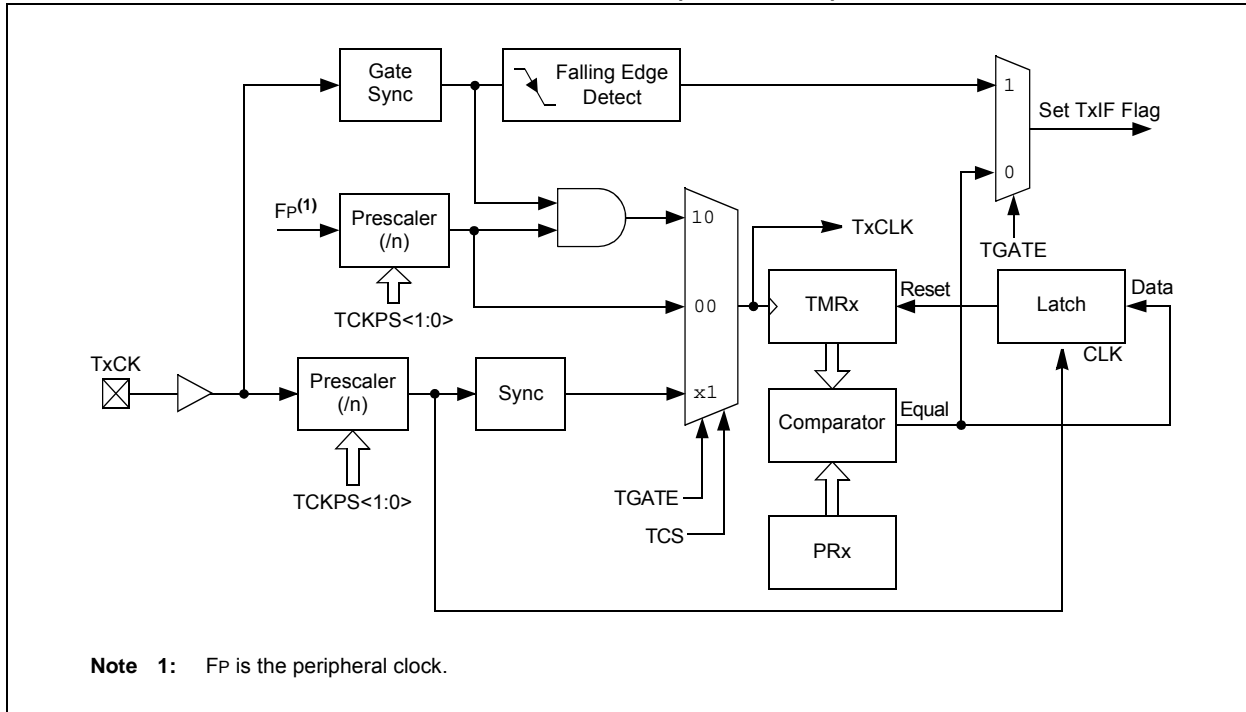 Gate
Sync
Falling Edge
Detect
1
Set TxIF Flag
0
FP(1)
Prescaler
(/n)
10
TxCLK
TGATE
TCKPS<1:0>
00
TMRx
Reset
Latch
Data
CLK
TxCK
Prescaler
(/n)
Sync
x1
Comparator
Equal
TCKPS<1:0>
TGATE
TCS
PRx
Note 1: FP is the peripheral clock.